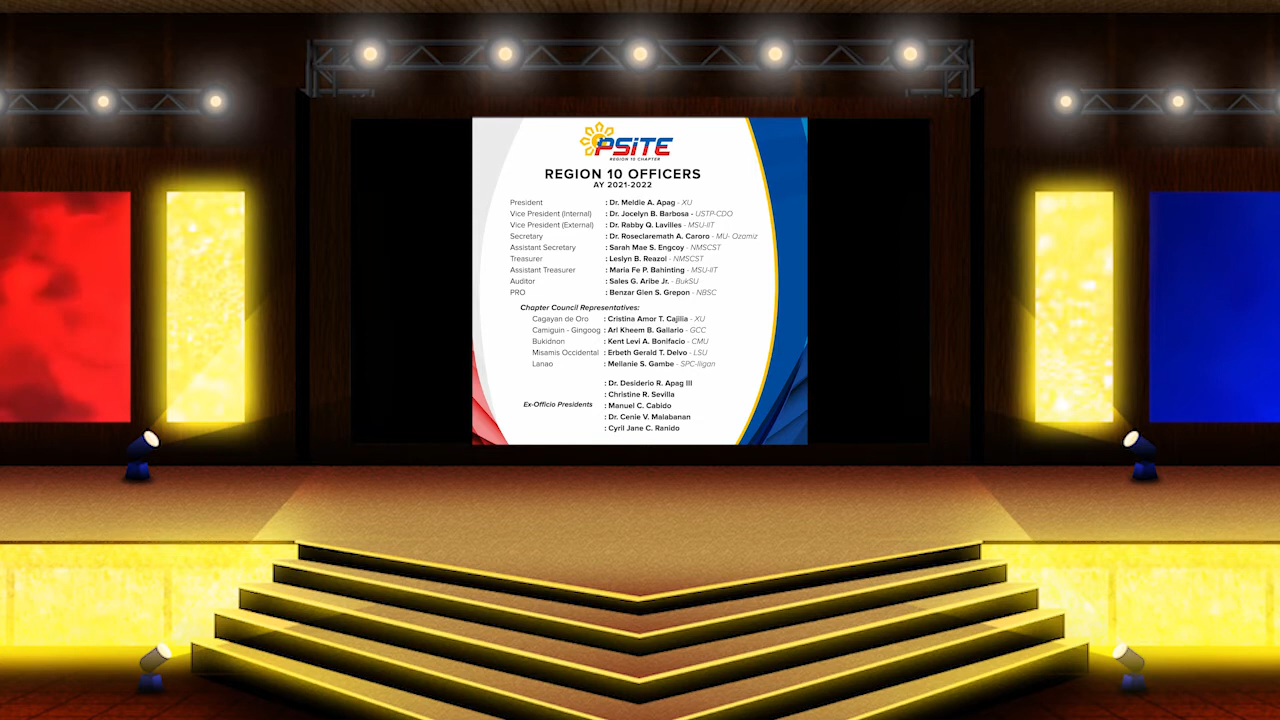 PSITE
REGION 10 CHAPTER
REGION 10 OFFICERS
AY 2021-2022
President : Dr. Meldie A. Apag - XU
Vice President (Internal) : Dr. Jocelyn B. Barbosa - USTP-CDO
Vice President (External) : Dr. Rabby Q. Lavilles - MSU-IIT
Secretary : Dr. Roseclaremath A. Caroro - MU- Ozamiz
Assistant Secretary : Sarah Mae S. Engcoy - NMSCST
Treasurer : Leslyn B. Reazol - NMSCST
Assistant Treasurer : Maria Fe P. Bahinting - MSU-IIT
Auditor : Sales G. Aribe Jr. - BukSU
PRO : Benzar Glen S. Grepon - NBSC
Chapter Council Representatives:
Cagayan de Oro : Cristina Amor T. Cajilla - XU
Camiguin - Gingoog : Arl Kheem B. Gallario - GCC
Bukidnon : Kent Levi A. Bonifacio - CMU
Misamis Occidental : Erbeth Gerald T. Delvo - LSU
Lanao : Mellanie S. Gambe - SPC-Iligan
: Dr. Desiderio R. Apag III
: Christine R. Sevilla
Ex-Officio Presidents : Manuel C. Cabido
: Dr. Cenie V. Malabanan
: Cyril Jane C. Ranido